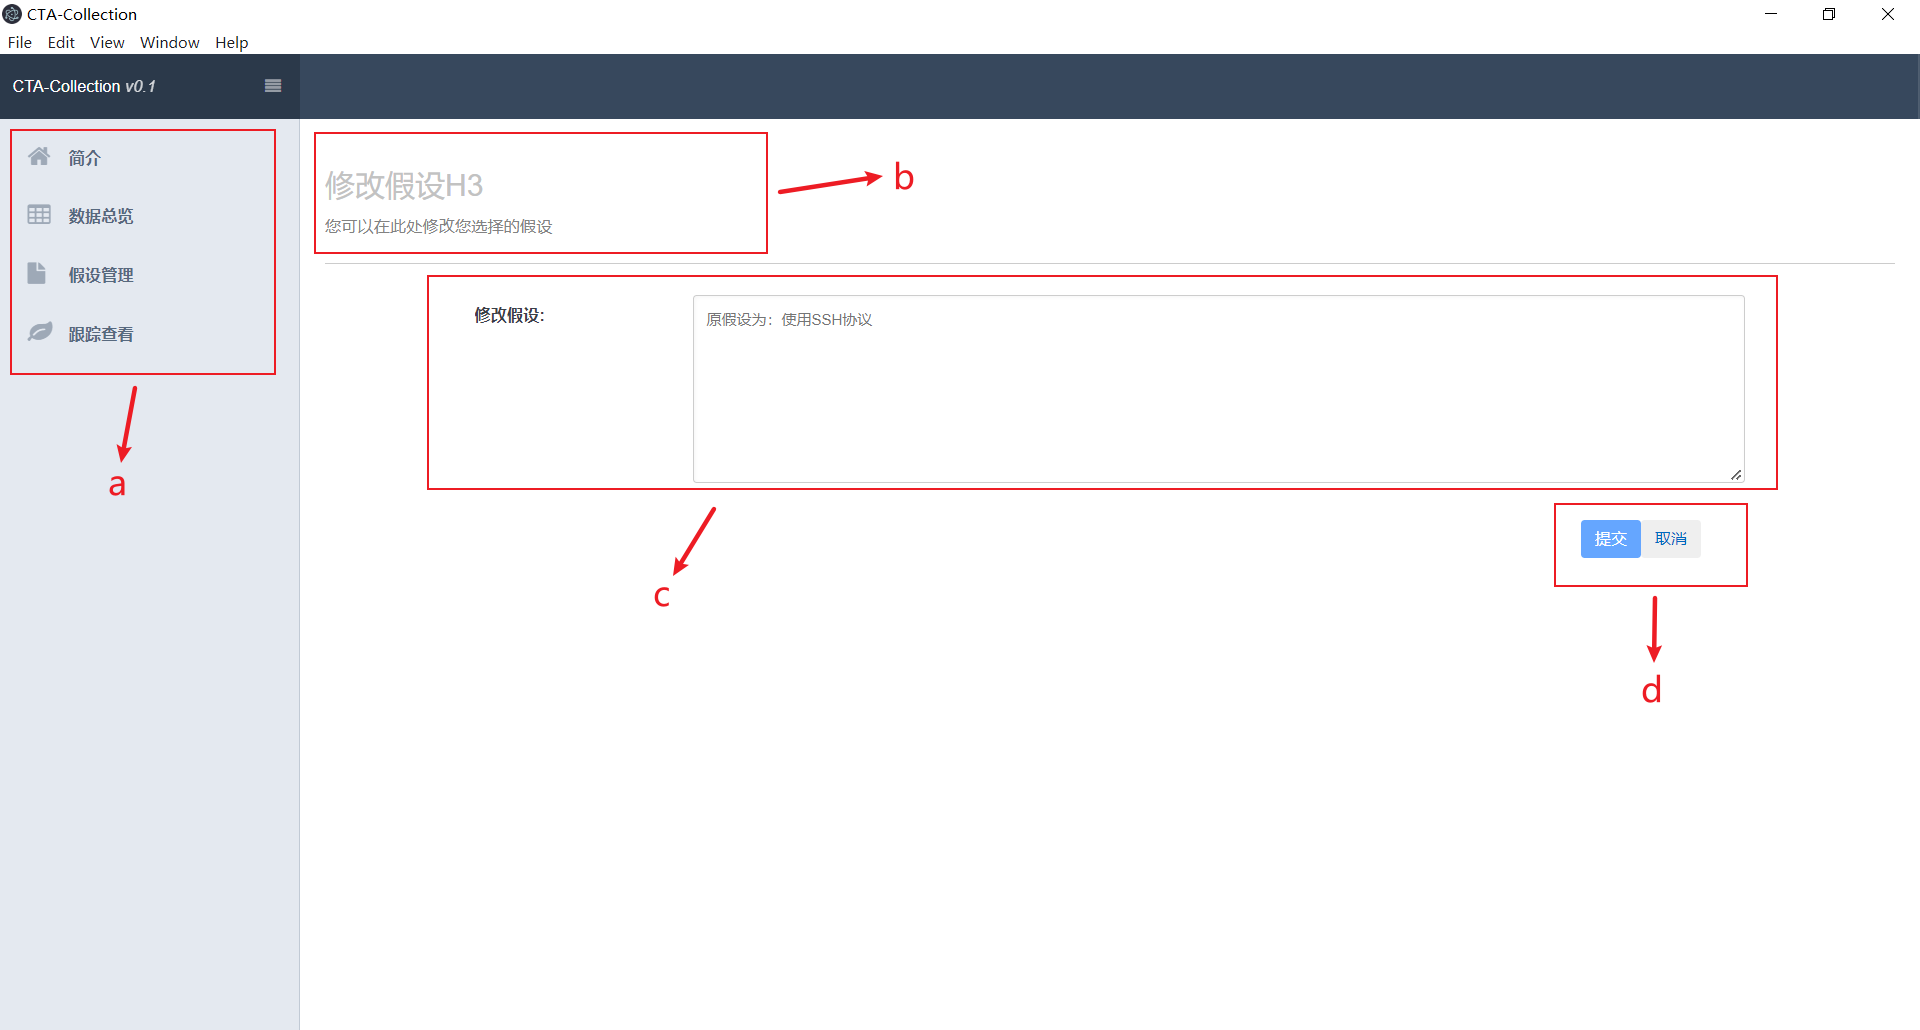 CTA-Collection
File Edit View Window Help
CTA-Collection v0.1
简介
数据总览
假设管理
跟踪查看
a
修改假设H3
您可以在此处修改您选择的假设
b
修改假设:
原假设为：使用SSH协议
c
提交 取消
d